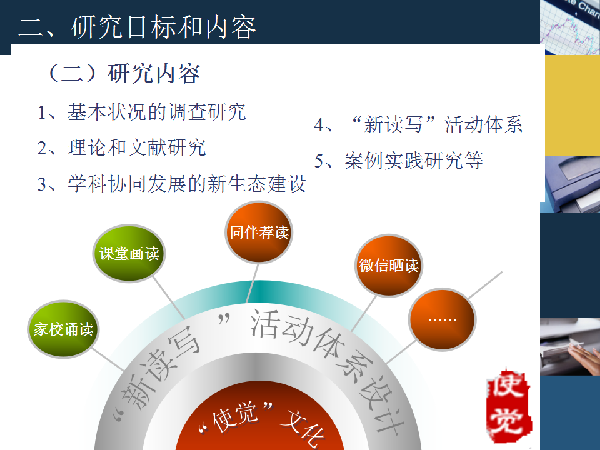 二、研究目标和内容
（二）研究内容
1、基本状况的调查研究
2、理论和文献研究
3、学科协同发展的新生态建设
4、“新读写”活动体系
5、案例实践研究等
家校诵读
课堂画读
同伴荐读
微信晒读
……
“新读写”活动体系设计
“使觉”文化
使觉